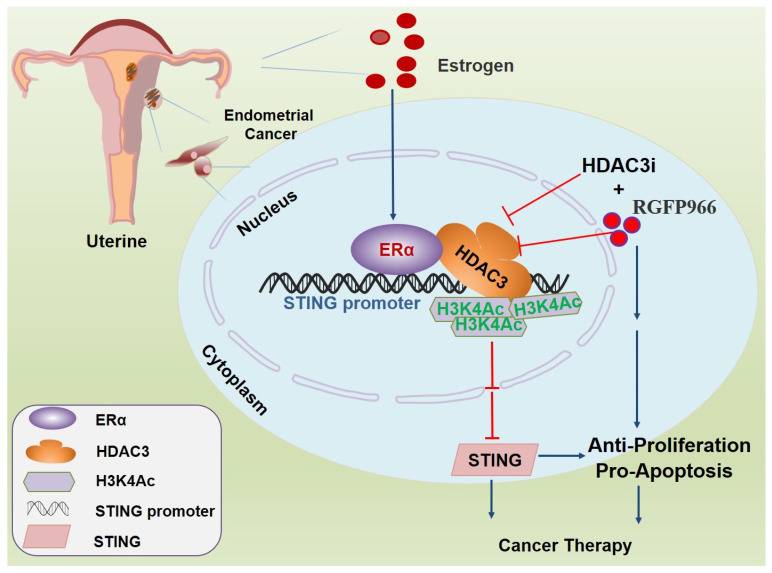 Estrogen
Endometrial
Cancer
Uterine
Nucleus
HDAC3i
+
RGFP966
ERα
HDAC3
STING promoter
H3K4Ac
H3K4Ac
H3K4Ac
Cytoplasm
STING
Anti-Proliferation
Pro-Apoptosis
Cancer Therapy
ERα
HDAC3
H3K4Ac
STING promoter
STING